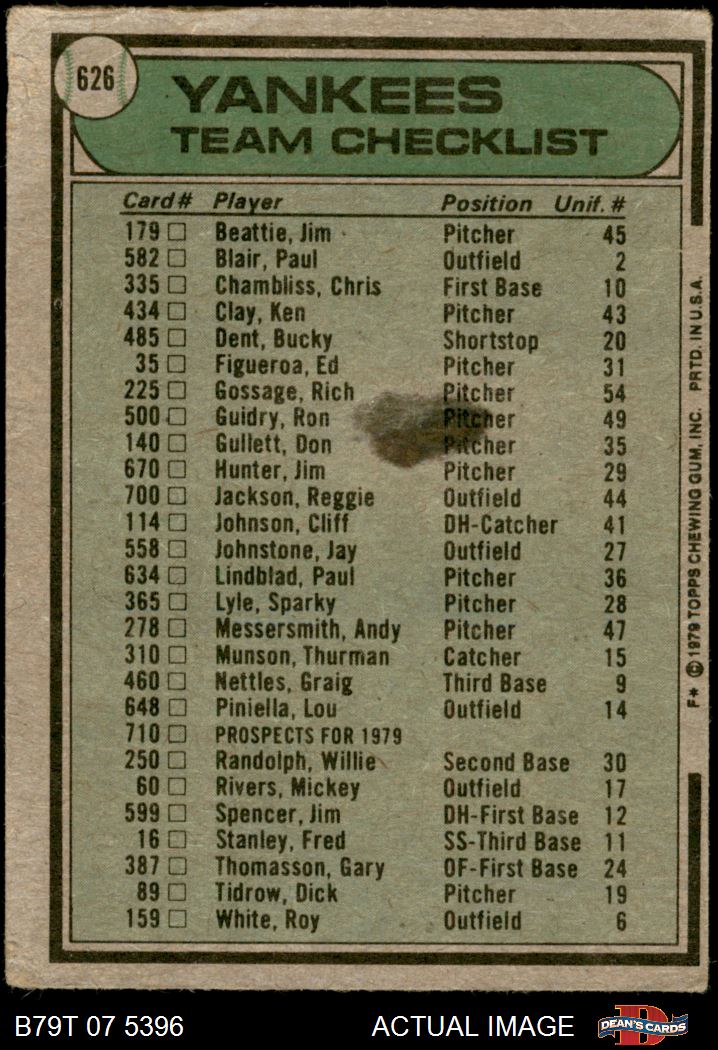 626
YANKEES
TEAM CHECKLIST
Card# Player Position Unif. #
179 Beattie, Jim Pitcher 45
582 Blair, Paul Outfield 2
335 Chambliss, Chris First Base 10
434 Clay, Ken Pitcher 43
485 Dent, Bucky Shortstop 20
35 Figueroa, Ed Pitcher 31
225 Gossage, Rich Pitcher 54
500 Guidry, Ron Pitcher 49
140 Gullett, Don Pitcher 35
670 Hunter, Jim Pitcher 29
700 Jackson, Reggie Outfield 44
114 Johnson, Cliff DH-Catcher 41
558 Johnstone, Jay Outfield 27
634 Lindblad, Paul Pitcher 36
365 Lyle, Sparky Pitcher 28
278 Messersmith, Andy Pitcher 47
310 Munson, Thurman Catcher 15
460 Nettles, Graig Third Base 9
648 Piniella, Lou Outfield 14
710 PROSPECTS FOR 1979
250 Randolph, Willie Second Base 30
60 Rivers, Mickey Outfield 17
599 Spencer, Jim DH-First Base 12
16 Stanley, Fred SS-Third Base 11
387 Thomasson, Gary OF-First Base 24
89 Tidrow, Dick Pitcher 19
159 White, Roy Outfield 6
F* © 1979 TOPPS CHEWING GUM, INC. PRTD. IN U.S.A.
B79T 07 5396 ACTUAL IMAGE
D
DEAN'S CARDS